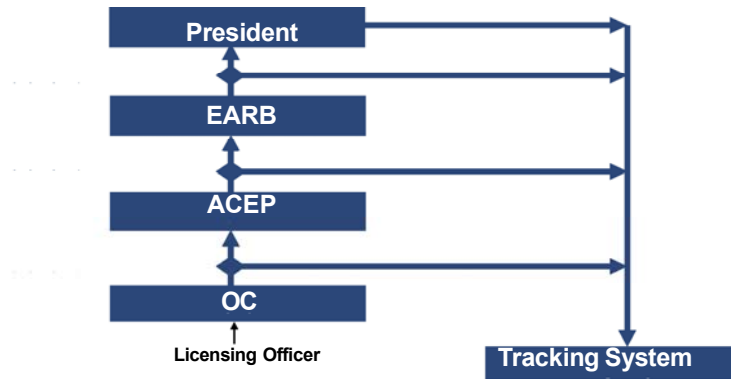 President
EARB
ACEP
OC
Licensing Officer
Tracking System